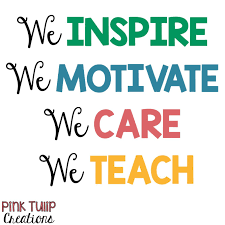 We INSPIRE
We MOTIVATE
We CARE
We TEACH
PINK TULIP
Creations